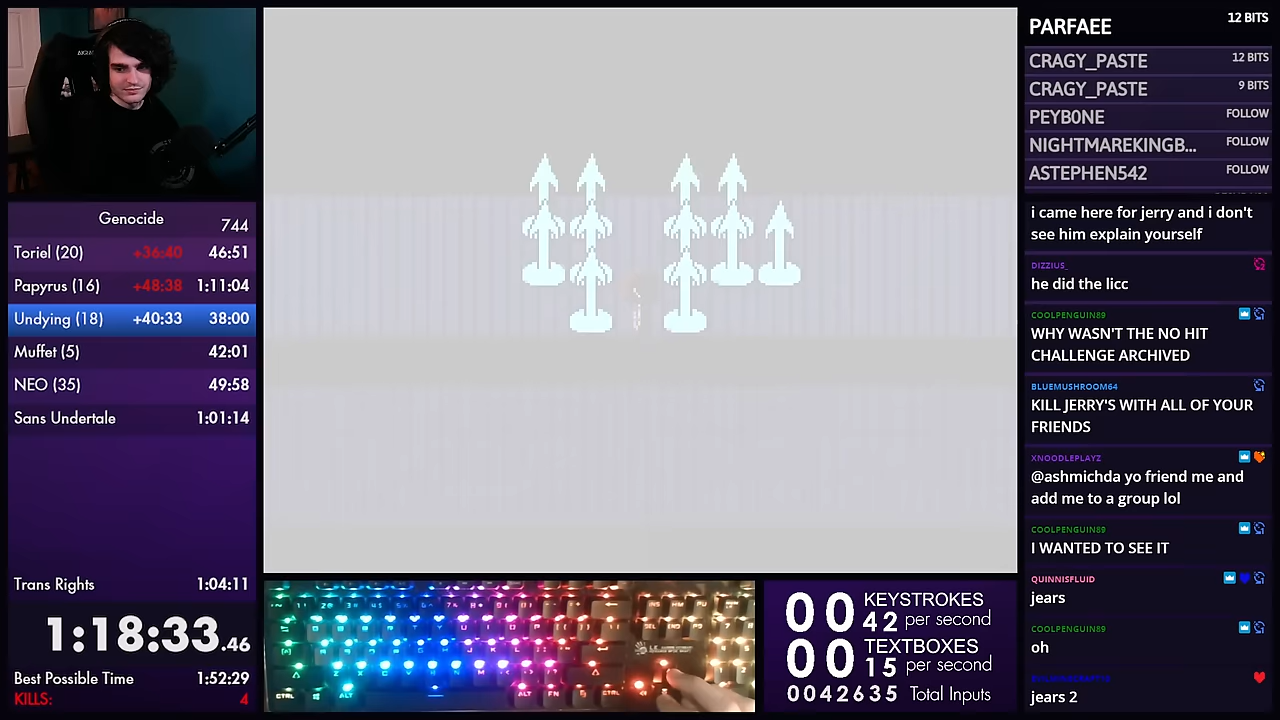 Genocide
744
Toriel (20) +36:40 46:51
Papyrus (16) +48:38 1:11:04
Undying (18) +40:33 38:00
Muffet (5) 42:01
NEO (35) 49:58
Sans Undertale 1:01:14
Trans Rights 1:04:11
1:18:33.46
Best Possible Time 1:52:29
KILLS: 4
00 KEYSTROKES
42 per second
00 TEXTBOXES
15 per second
0042635 Total Inputs
PARFAEE 12 BITS
CRAGY_PASTE 12 BITS
CRAGY_PASTE 9 BITS
PEYB0NE FOLLOW
NIGHTMAREKINGB... FOLLOW
ASTEPHEN542 FOLLOW
i came here for jerry and i don't
see him explain yourself
DIZZIUS_
he did the licc
COOLPENGUIN89
WHY WASN'T THE NO HIT
CHALLENGE ARCHIVED
BLUEMUSHROOM64
KILL JERRY'S WITH ALL OF YOUR
FRIENDS
XNOODLEPLAYZ
@ashmichda yo friend me and
add me to a group lol
COOLPENGUIN89
I WANTED TO SEE IT
QUINNISFLUID
jears
COOLPENGUIN89
oh
jears 2